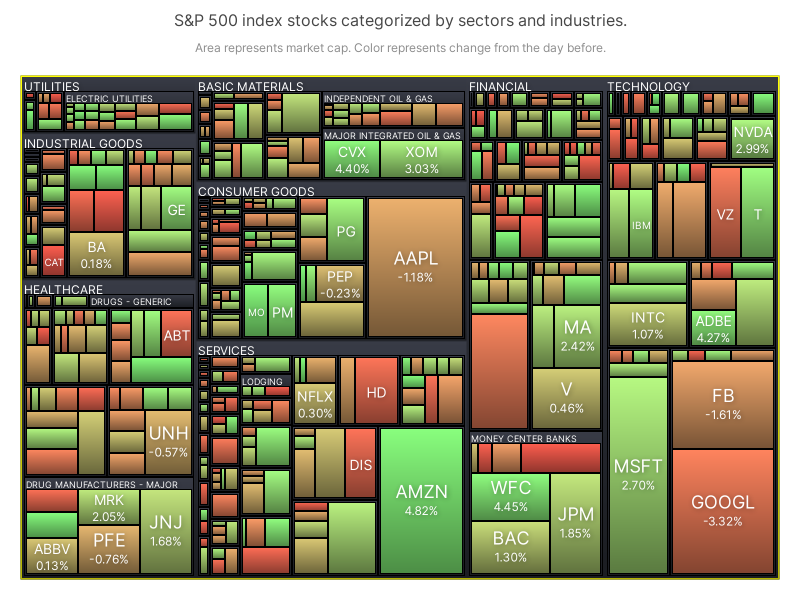 S&P 500 index stocks categorized by sectors and industries.
Area represents market cap. Color represents change from the day before.
UTILITIES
ELECTRIC UTILITIES
INDUSTRIAL GOODS
GE
BA
0.18%
CAT
HEALTHCARE
DRUGS - GENERIC
ABT
UNH
-0.57%
DRUG MANUFACTURERS - MAJOR
MRK
2.05%
JNJ
1.68%
PFE
-0.76%
ABBV
0.13%
BASIC MATERIALS
INDEPENDENT OIL & GAS
MAJOR INTEGRATED OIL & GAS
CVX
4.40%
XOM
3.03%
CONSUMER GOODS
PG
AAPL
-1.18%
PEP
-0.23%
MO
PM
SERVICES
LODGING
NFLX
0.30%
HD
DIS
AMZN
4.82%
FINANCIAL
MA
2.42%
V
0.46%
MONEY CENTER BANKS
WFC
4.45%
JPM
1.85%
BAC
1.30%
TECHNOLOGY
NVDA
2.99%
IBM
VZ
T
INTC
1.07%
ADBE
4.27%
MSFT
2.70%
FB
-1.61%
GOOGL
-3.32%